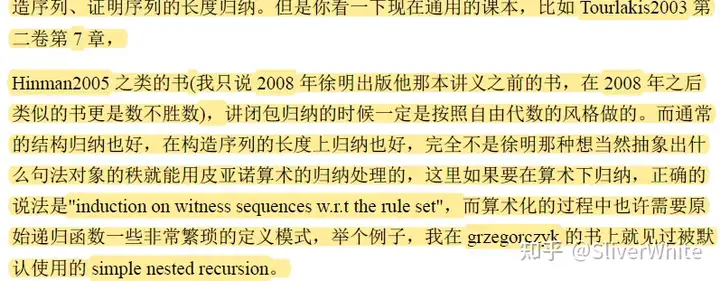 造序列、证明序列的长度归纳。但是你看一下现在通用的课本，比如 Tourlakis2003 第
二卷第 7 章，
Hinman2005 之类的书(我只说 2008 年徐明出版他那本讲义之前的书，在 2008 年之后
类似的书更是数不胜数)，讲闭包归纳的时候一定是按照自由代数的风格做的。而通常
的结构归纳也好，在构造序列的长度上归纳也好，完全不是徐明那种想当然抽象出什
么句法对象的秩就能用皮亚诺算术的归纳处理的，这里如果要在算术下归纳，正确的
说法是"induction on witness sequences w.r.t the rule set"，而算术化的过程中也许需要原
始递归函数一些非常繁琐的定义模式，举个例子，我在 grzegorczyk 的书上就见过被默
认使用的 simple nested recursion。
知乎 @SliverWhite